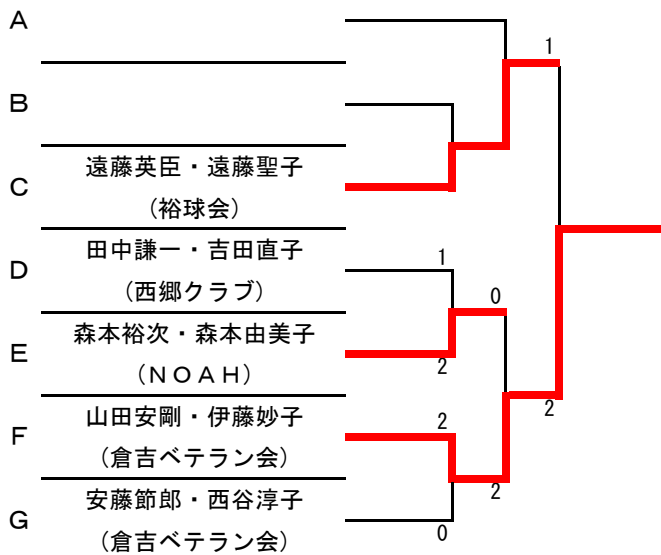 A
1
B
遠藤英臣・遠藤聖子
C
(裕球会)
田中謙一・吉田直子
D
1
(西郷クラブ)
0
森本裕次・森本由美子
E
(ＮＯＡＨ)
2
山田安剛・伊藤妙子
2
2
F
(倉吉ベテラン会)
安藤節郎・西谷淳子
2
G
0
(倉吉ベテラン会)